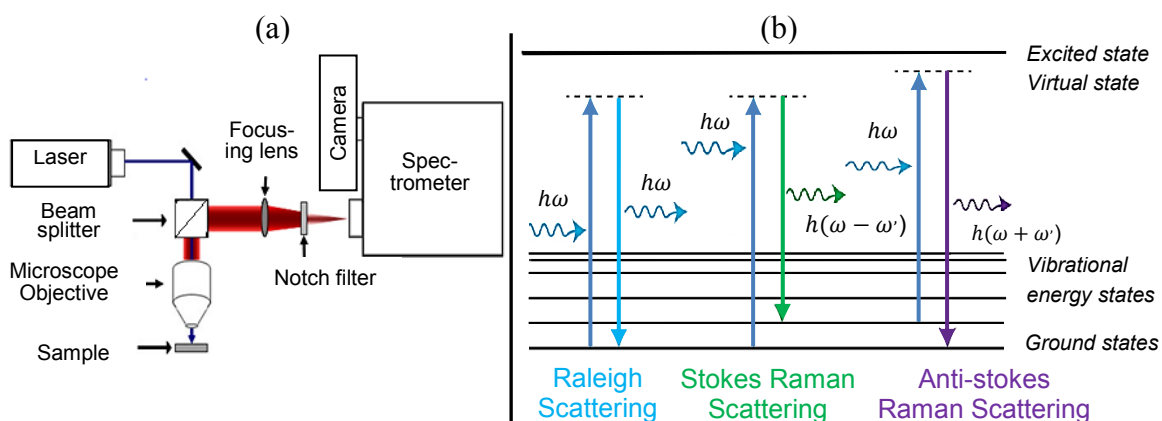 (a)
Laser
Beam
splitter
Microscope
Objective
Sample
Focus-
ing lens
Notch filter
Camera
Spec-
trometer
(b)
Excited state
Virtual state
ℎω
ℎω
ℎω
ℎ(ω − ω')
ℎω
ℎ(ω + ω')
Vibrational
energy states
Ground states
Raleigh
Scattering
Stokes Raman
Scattering
Anti-stokes
Raman Scattering